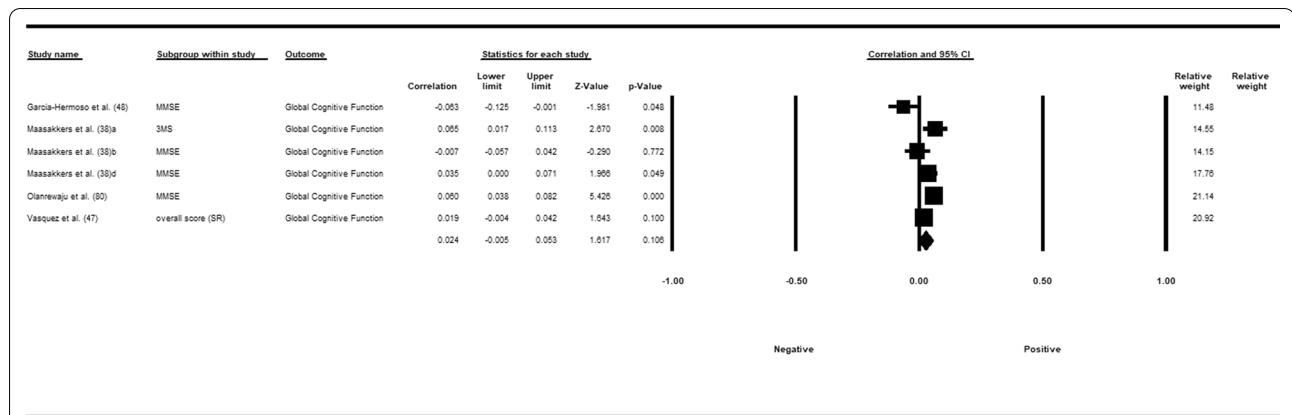 Study name Subgroup within study Outcome Statistics for each study Correlation and 95% CI
Correlation Lower limit Upper limit Z-Value p-Value Relative weight Relative weight
Garcia-Hermoso et al. (48) MMSE Global Cognitive Function -0.063 -0.125 -0.001 -1.981 0.048 11.48
Maasakkers et al. (38)a 3MS Global Cognitive Function 0.065 0.017 0.113 2.670 0.008 14.55
Maasakkers et al. (38)b MMSE Global Cognitive Function -0.007 -0.057 0.042 -0.290 0.772 14.15
Maasakkers et al. (38)d MMSE Global Cognitive Function 0.035 0.000 0.071 1.966 0.049 17.76
Olanrewaju et al. (80) MMSE Global Cognitive Function 0.060 0.038 0.082 5.426 0.000 21.14
Vasquez et al. (47) overall score (SR) Global Cognitive Function 0.019 -0.004 0.042 1.643 0.100 20.92
0.024 -0.005 0.053 1.617 0.106
-1.00 -0.50 0.00 0.50 1.00
Negative Positive